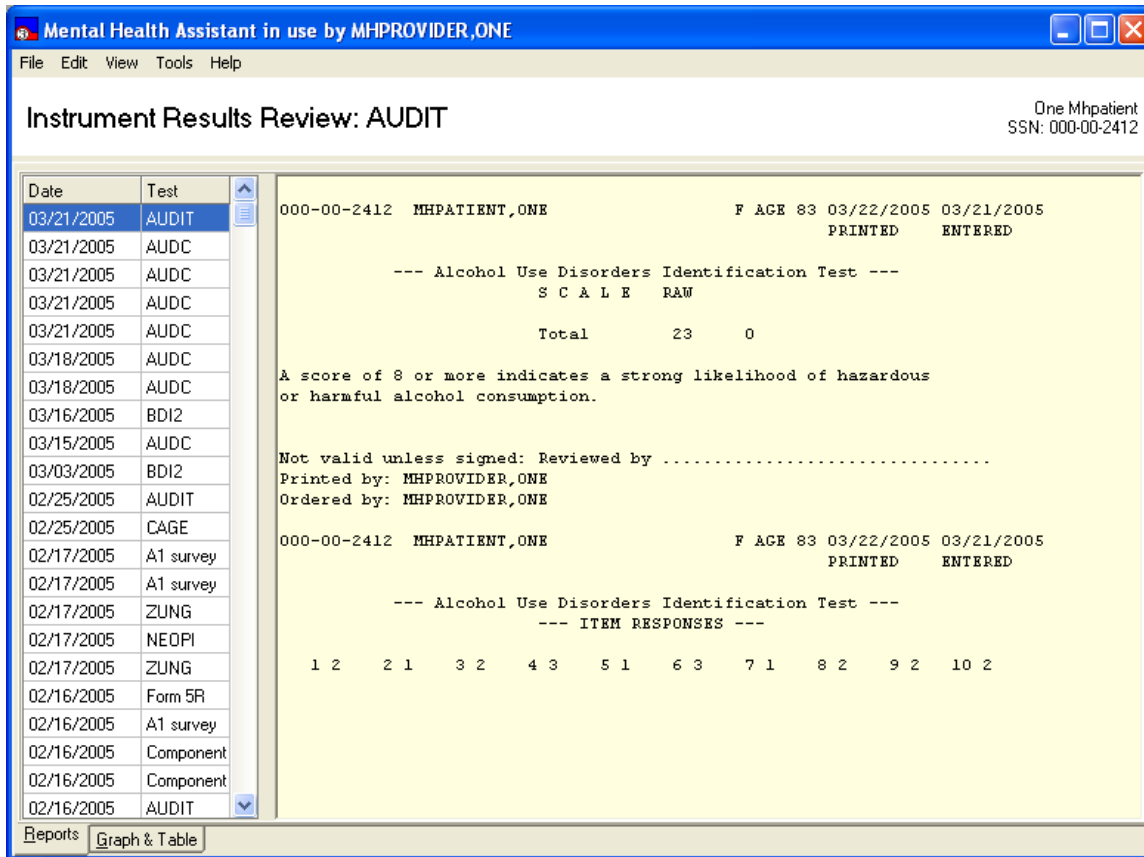 Mental Health Assistant in use by MHPROVIDER,ONE
File Edit View Tools Help
Instrument Results Review: AUDIT
One Mhpatient
SSN: 000-00-2412
Date Test
03/21/2005 AUDIT
03/21/2005 AUDC
03/21/2005 AUDC
03/21/2005 AUDC
03/21/2005 AUDC
03/18/2005 AUDC
03/18/2005 AUDC
03/16/2005 BDI2
03/15/2005 AUDC
03/03/2005 BDI2
02/25/2005 AUDIT
02/25/2005 CAGE
02/17/2005 A1 survey
02/17/2005 A1 survey
02/17/2005 ZUNG
02/17/2005 NEOPI
02/17/2005 ZUNG
02/16/2005 Form 5R
02/16/2005 A1 survey
02/16/2005 Component
02/16/2005 Component
02/16/2005 AUDIT
000-00-2412 MHPATIENT,ONE F AGE 83 03/22/2005 03/21/2005
PRINTED ENTERED
--- Alcohol Use Disorders Identification Test ---
S C A L E RAW
Total 23 0
A score of 8 or more indicates a strong likelihood of hazardous
or harmful alcohol consumption.
Not valid unless signed: Reviewed by ...............................
Printed by: MHPROVIDER,ONE
Ordered by: MHPROVIDER,ONE
000-00-2412 MHPATIENT,ONE F AGE 83 03/22/2005 03/21/2005
PRINTED ENTERED
--- Alcohol Use Disorders Identification Test ---
--- ITEM RESPONSES ---
1 2 2 1 3 2 4 3 5 1 6 3 7 1 8 2 9 2 10 2
Reports Graph & Table